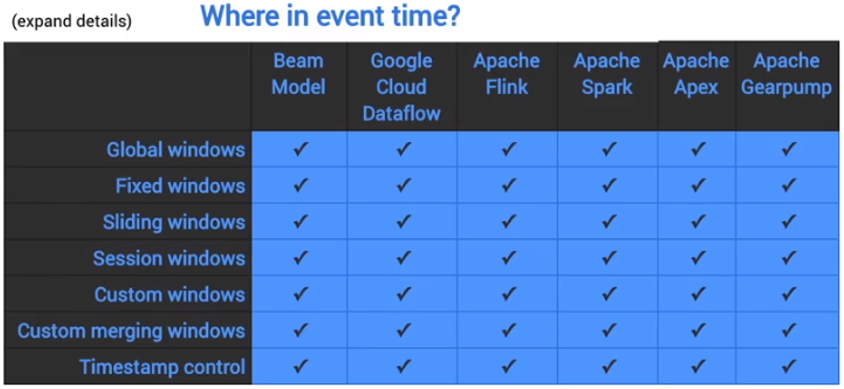 (expand details) Where in event time?
Beam Model Google Cloud Dataflow Apache Flink Apache Spark Apache Apex Apache Gearpump
Global windows ✓ ✓ ✓ ✓ ✓ ✓
Fixed windows ✓ ✓ ✓ ✓ ✓ ✓
Sliding windows ✓ ✓ ✓ ✓ ✓ ✓
Session windows ✓ ✓ ✓ ✓ ✓ ✓
Custom windows ✓ ✓ ✓ ✓ ✓ ✓
Custom merging windows ✓ ✓ ✓ ✓ ✓ ✓
Timestamp control ✓ ✓ ✓ ✓ ✓ ✓